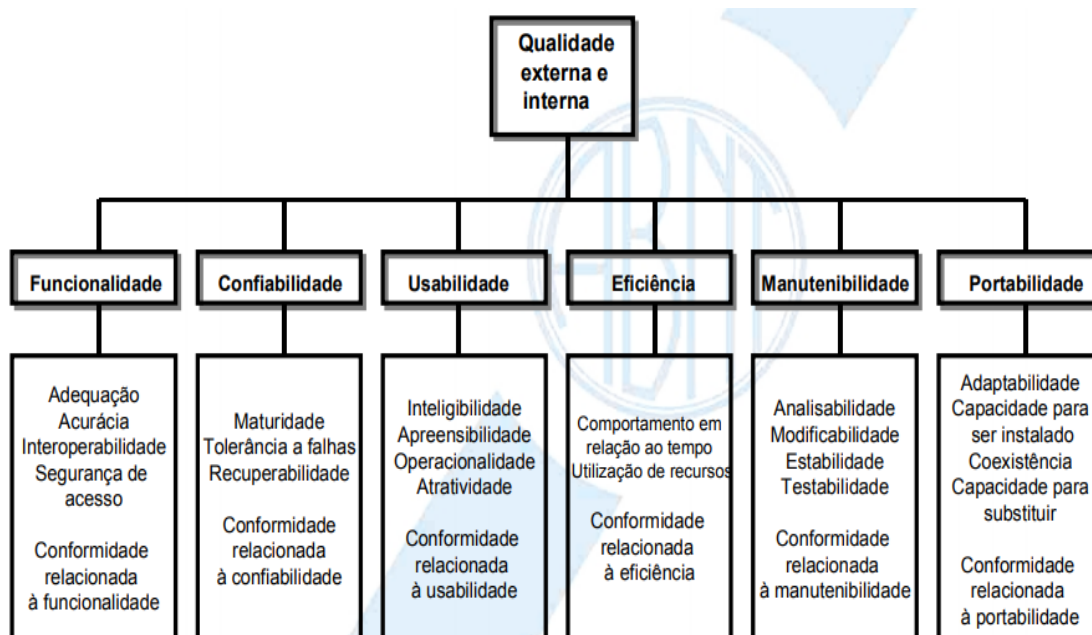 Qualidade
externa e
interna
ABNT
Funcionalidade
Confiabilidade
Usabilidade
Eficiência
Manutenibilidade
Portabilidade
Adequação
Acurácia
Interoperabilidade
Segurança de
acesso
Conformidade
relacionada
à funcionalidade
Maturidade
Tolerância a falhas
Recuperabilidade
Conformidade
relacionada
à confiabilidade
Inteligibilidade
Apreensibilidade
Operacionalidade
Atratividade
Conformidade
relacionada
à usabilidade
Comportamento em
relação ao tempo
Utilização de recursos
Conformidade
relacionada
à eficiência
Analisabilidade
Modificabilidade
Estabilidade
Testabilidade
Conformidade
relacionada
à manutenibilidade
Adaptabilidade
Capacidade para
ser instalado
Coexistência
Capacidade para
substituir
Conformidade
relacionada
à portabilidade